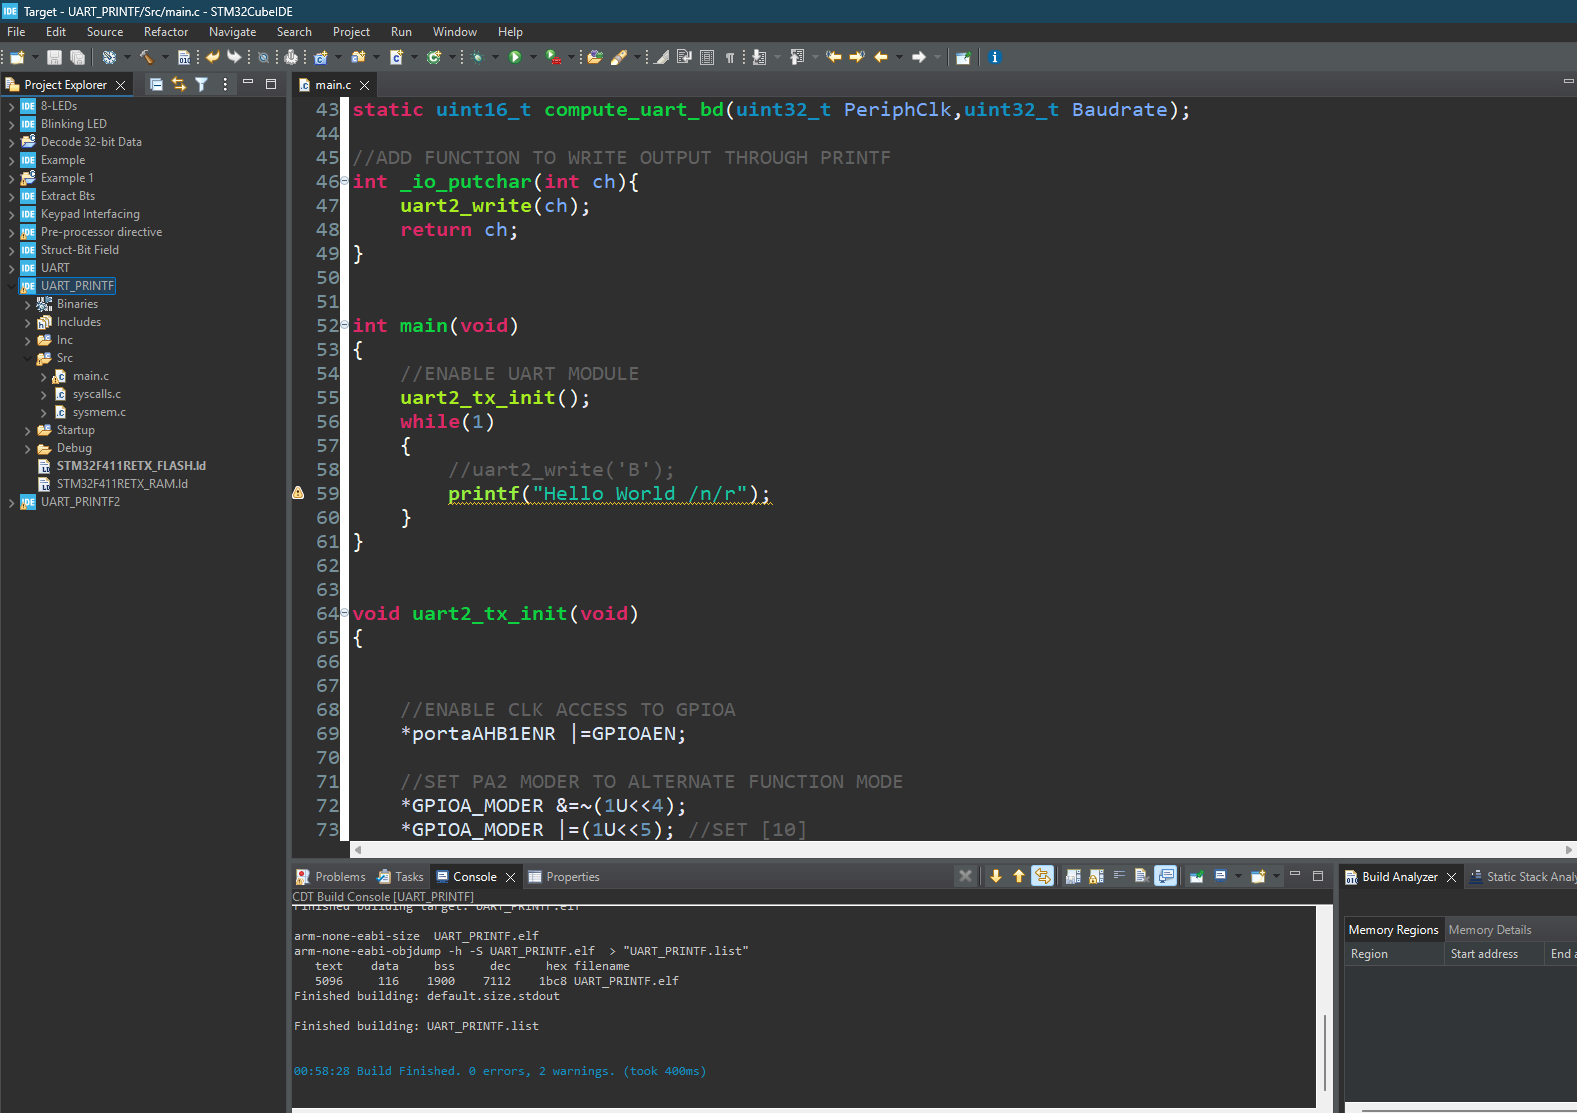 IDE Target - UART_PRINTF/Src/main.c - STM32CubeIDE
File Edit Source Refactor Navigate Search Project Run Window Help
Project Explorer
IDE 8-LEDs
IDE Blinking LED
Decode 32-bit Data
IDE Example
Example 1
IDE Extract Bts
IDE Keypad Interfacing
IDE Pre-processor directive
IDE Struct-Bit Field
IDE UART
IDE UART_PRINTF
Binaries
Includes
Inc
Src
main.c
syscalls.c
sysmem.c
Startup
Debug
STM32F411RETX_FLASH.ld
STM32F411RETX_RAM.ld
IDE UART_PRINTF2
main.c
43 static uint16_t compute_uart_bd(uint32_t PeriphClk,uint32_t Baudrate);
44
45 //ADD FUNCTION TO WRITE OUTPUT THROUGH PRINTF
46 int _io_putchar(int ch){
47 uart2_write(ch);
48 return ch;
49 }
50
51
52 int main(void)
53 {
54 //ENABLE UART MODULE
55 uart2_tx_init();
56 while(1)
57 {
58 //uart2_write('B');
59 printf("Hello World /n/r");
60 }
61 }
62
63
64 void uart2_tx_init(void)
65 {
66
67
68 //ENABLE CLK ACCESS TO GPIOA
69 *portaAHB1ENR |=GPIOAEN;
70
71 //SET PA2 MODER TO ALTERNATE FUNCTION MODE
72 *GPIOA_MODER &=~(1U<<4);
73 *GPIOA_MODER |=(1U<<5); //SET [10]
Problems Tasks Console Properties
CDT Build Console [UART_PRINTF]
Finished building target: UART_PRINTF.elf
arm-none-eabi-size UART_PRINTF.elf
arm-none-eabi-objdump -h -S UART_PRINTF.elf > "UART_PRINTF.list"
text data bss dec hex filename
5096 116 1900 7112 1bc8 UART_PRINTF.elf
Finished building: default.size.stdout
Finished building: UART_PRINTF.list
00:58:28 Build Finished. 0 errors, 2 warnings. (took 400ms)
Build Analyzer Static Stack Analy
Memory Regions Memory Details
Region Start address End a